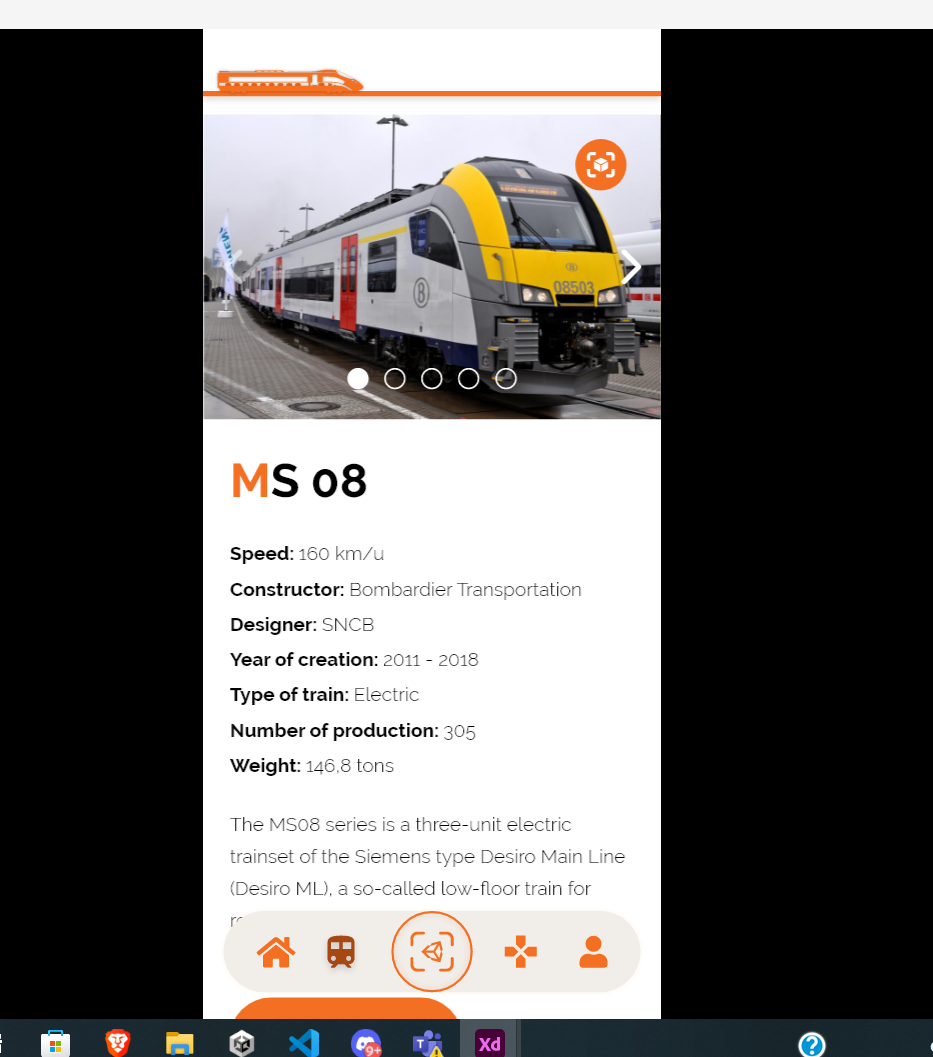 08503
B
MS 08
Speed: 160 km/u
Constructor: Bombardier Transportation
Designer: SNCB
Year of creation: 2011 - 2018
Type of train: Electric
Number of production: 305
Weight: 146,8 tons
The MS08 series is a three-unit electric
trainset of the Siemens type Desiro Main Line
(Desiro ML), a so-called low-floor train for
9+
Xd